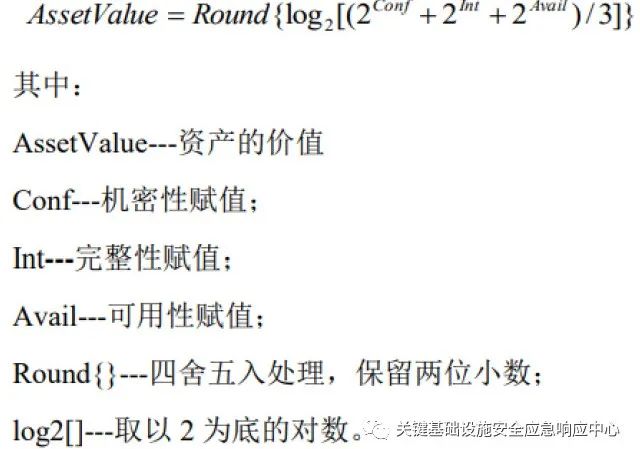 AssetValue = Round{log₂[(2^Conf + 2^Int + 2^Avail)/3]}
其中：
AssetValue---资产的价值
Conf---机密性赋值；
Int---完整性赋值；
Avail---可用性赋值；
Round{}---四舍五入处理，保留两位小数；
log2[]---取以 2 为底的对数。
关键基础设施安全应急响应中心